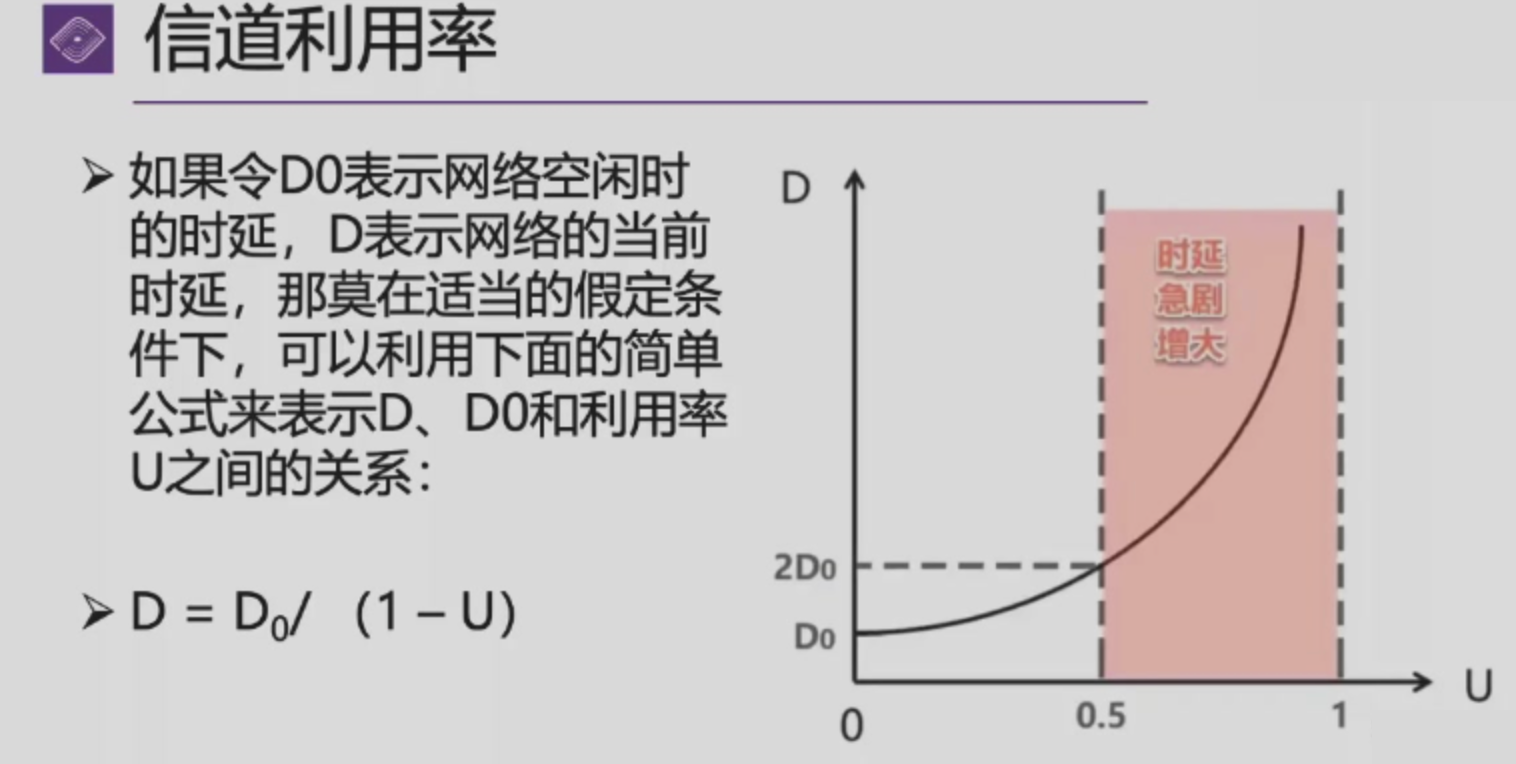 信道利用率
➢ 如果令D0表示网络空闲时
的时延，D表示网络的当前
时延，那莫在适当的假定条
件下，可以利用下面的简单
公式来表示D、D0和利用率
U之间的关系：
➢ D = D₀/ （1 – U）
D
时延
急剧
增大
2D₀
D₀
0
0.5
1
U